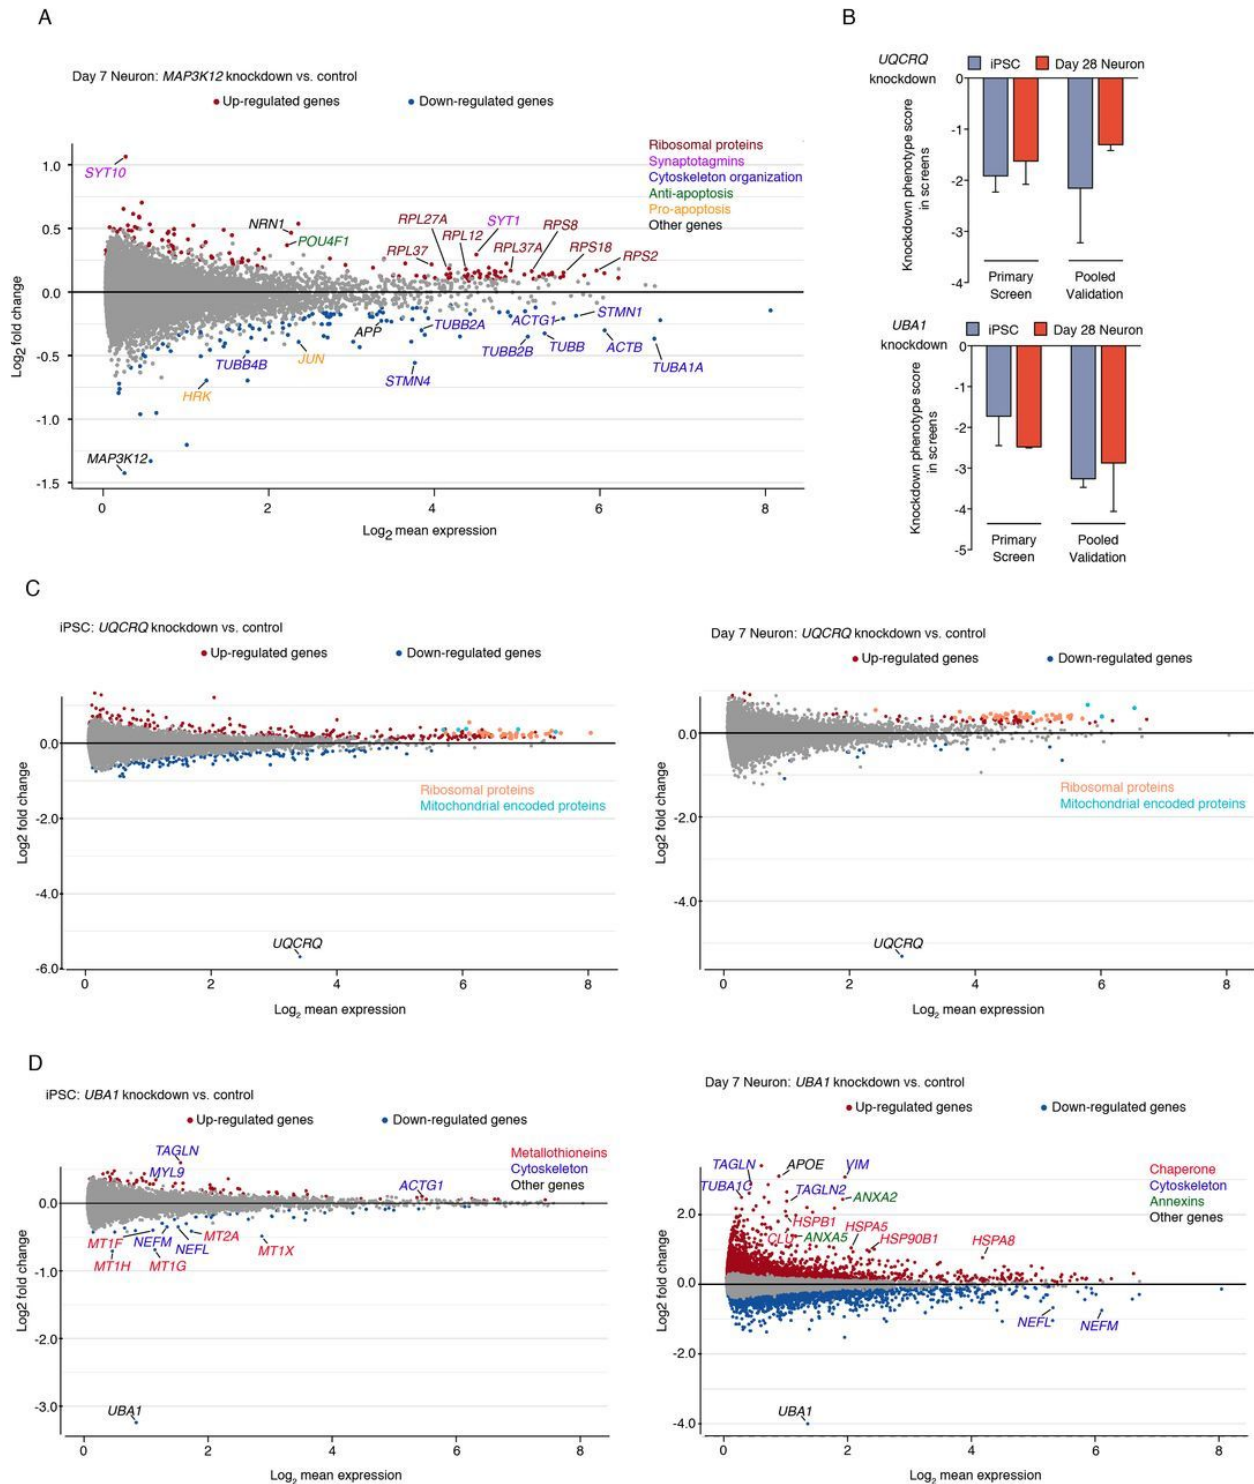 A
Day 7 Neuron: MAP3K12 knockdown vs. control
Up-regulated genes
Down-regulated genes
Ribosomal proteins
Synaptotagmins
Cytoskeleton organization
Anti-apoptosis
Pro-apoptosis
Other genes
1.0
0.5
0.0
-0.5
-1.0
-1.5
Log2 fold change
SYT10
NRN1
POU4F1
RPL27A
SYT1
RPL12
RPS8
RPL37
RPL37A
RPS18
RPS2
APP
TUBB2A
ACTG1
STMN1
TUBB4B
JUN
TUBB2B
TUBB
ACTB
TUBA1A
STMN4
HRK
MAP3K12
0 2 4 6 8
Log2 mean expression
B
UQCRQ
knockdown
iPSC
Day 28 Neuron
0
-1
-2
-3
-4
Knockdown phenotype score
in screens
Primary
Screen
Pooled
Validation
UBA1
knockdown
iPSC
Day 28 Neuron
0
-1
-2
-3
-4
-5
Knockdown phenotype score
in screens
Primary
Screen
Pooled
Validation
C
iPSC: UQCRQ knockdown vs. control
Up-regulated genes
Down-regulated genes
0.0
-2.0
-4.0
-6.0
Log2 fold change
Ribosomal proteins
Mitochondrial encoded proteins
UQCRQ
0 2 4 6 8
Log2 mean expression
Day 7 Neuron: UQCRQ knockdown vs. control
Up-regulated genes
Down-regulated genes
0.0
-2.0
-4.0
Log2 fold change
Ribosomal proteins
Mitochondrial encoded proteins
UQCRQ
0 2 4 6 8
Log2 mean expression
D
iPSC: UBA1 knockdown vs. control
Up-regulated genes
Down-regulated genes
Metallothioneins
Cytoskeleton
Other genes
0.0
-1.0
-2.0
-3.0
Log2 fold change
TAGLN
MYL9
ACTG1
MT1F
NEFM
MT2A
NEFL
MT1X
MT1H
MT1G
UBA1
0 2 4 6 8
Log2 mean expression
Day 7 Neuron: UBA1 knockdown vs. control
Up-regulated genes
Down-regulated genes
Chaperone
Cytoskeleton
Annexins
Other genes
2.0
0.0
-2.0
-4.0
Log2 fold change
TAGLN
APOE
VIM
TUBA1C
TAGLN2
ANXA2
HSPB1
HSPA5
CLU
ANXA5
HSP90B1
HSPA8
NEFL
NEFM
UBA1
0 2 4 6 8
Log2 mean expression